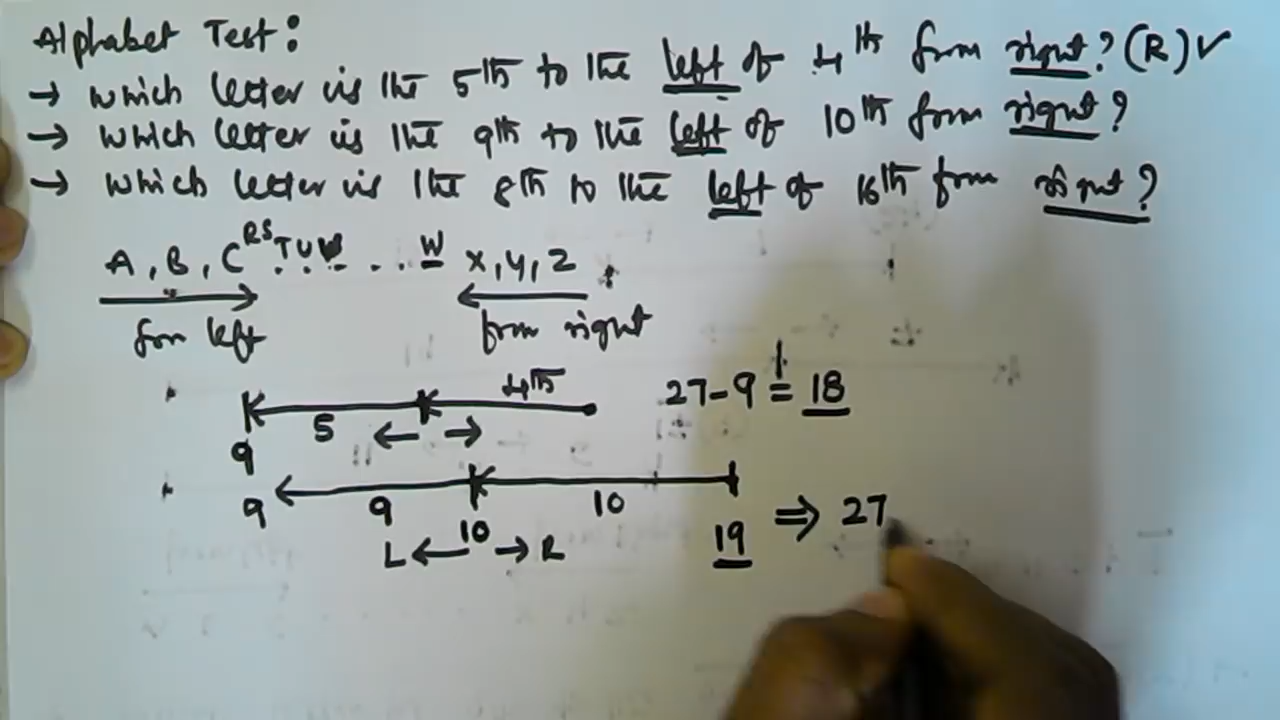 Alphabet Test:
→ which letter is the 5th to the left of 4th from right? (R) ✓
→ which letter is the 9th to the left of 10th from right?
→ which letter is the 8th to the left of 16th from right?
A, B, C RS TUV ..... W X, Y, Z
from left from right
4th 27-9 = 18
5 ← →
9
9 9 10 10
L ← → R 19 ⇒ 27